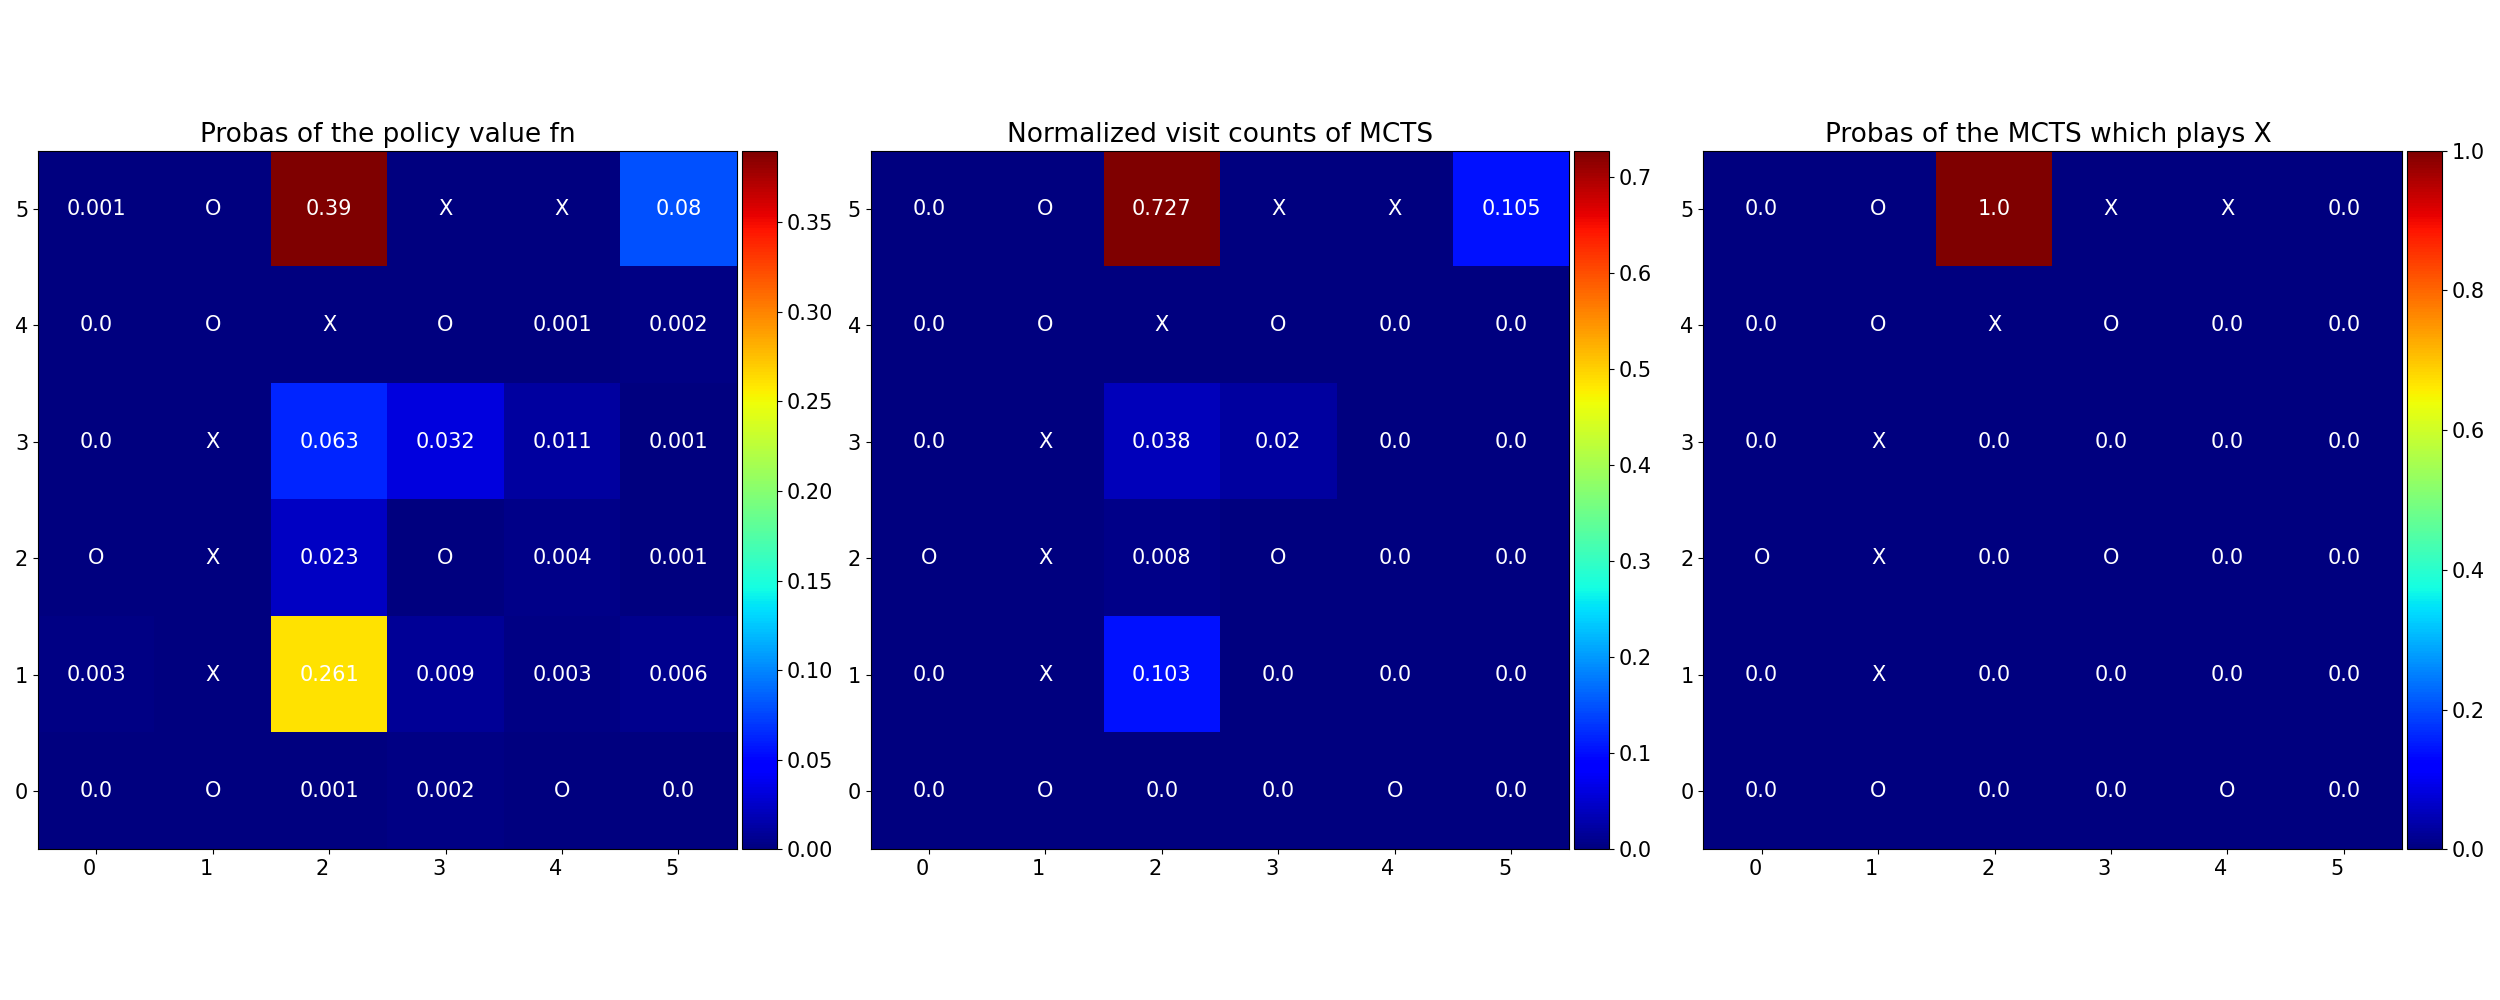 Probas of the policy value fn
5 0.001 O 0.39 X X 0.08
4 0.0 O X O 0.001 0.002
3 0.0 X 0.063 0.032 0.011 0.001
2 O X 0.023 O 0.004 0.001
1 0.003 X 0.261 0.009 0.003 0.006
0 0.0 O 0.001 0.002 O 0.0
0 1 2 3 4 5
0.35
0.30
0.25
0.20
0.15
0.10
0.05
0.00
Normalized visit counts of MCTS
5 0.0 O 0.727 X X 0.105
4 0.0 O X O 0.0 0.0
3 0.0 X 0.038 0.02 0.0 0.0
2 O X 0.008 O 0.0 0.0
1 0.0 X 0.103 0.0 0.0 0.0
0 0.0 O 0.0 0.0 O 0.0
0 1 2 3 4 5
0.7
0.6
0.5
0.4
0.3
0.2
0.1
0.0
Probas of the MCTS which plays X
5 0.0 O 1.0 X X 0.0
4 0.0 O X O 0.0 0.0
3 0.0 X 0.0 0.0 0.0 0.0
2 O X 0.0 O 0.0 0.0
1 0.0 X 0.0 0.0 0.0 0.0
0 0.0 O 0.0 0.0 O 0.0
0 1 2 3 4 5
1.0
0.8
0.6
0.4
0.2
0.0